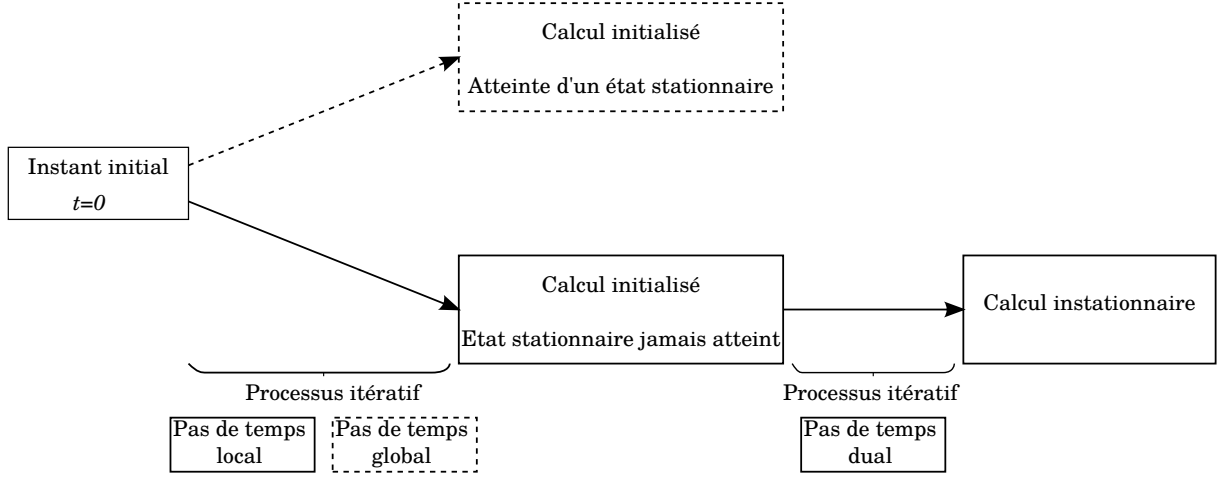 Calcul initialisé
Atteinte d'un état stationnaire
Instant initial
t=0
Calcul initialisé
Etat stationnaire jamais atteint
Calcul instationnaire
Processus itératif
Pas de temps
local
Pas de temps
global
Processus itératif
Pas de temps
dual